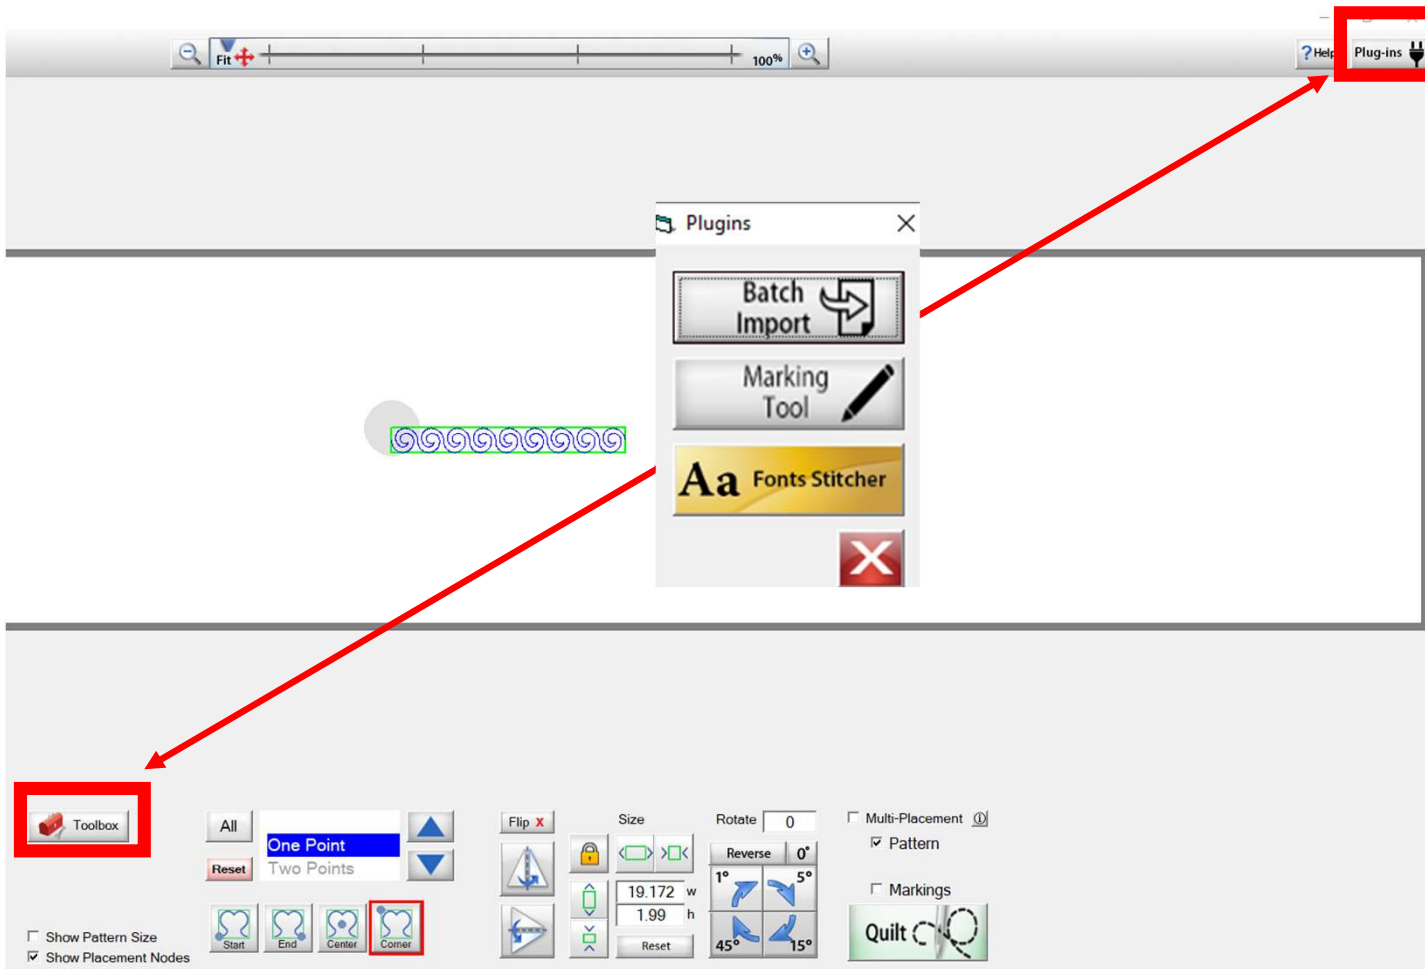 Fit
100%
? Help
Plug-ins
Plugins
Batch
Import
Marking
Tool
Aa Fonts Stitcher
X
Toolbox
All
One Point
Two Points
Reset
Start
End
Center
Corner
Show Pattern Size
Show Placement Nodes
Flip X
Size
19.172 w
1.99 h
Reset
Rotate 0
Reverse 0°
1° 5°
45° 15°
Multi-Placement
Pattern
Markings
Quilt